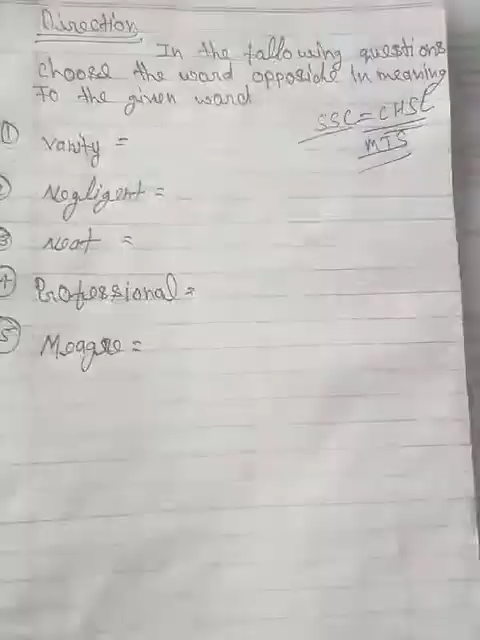 Direction
In the following questions
choose the word opposide in meaning
To the given word
SSC = CHSL
MTS
① Vanity =
② Negligent =
③ Neat =
④ Professional =
⑤ Meagre =